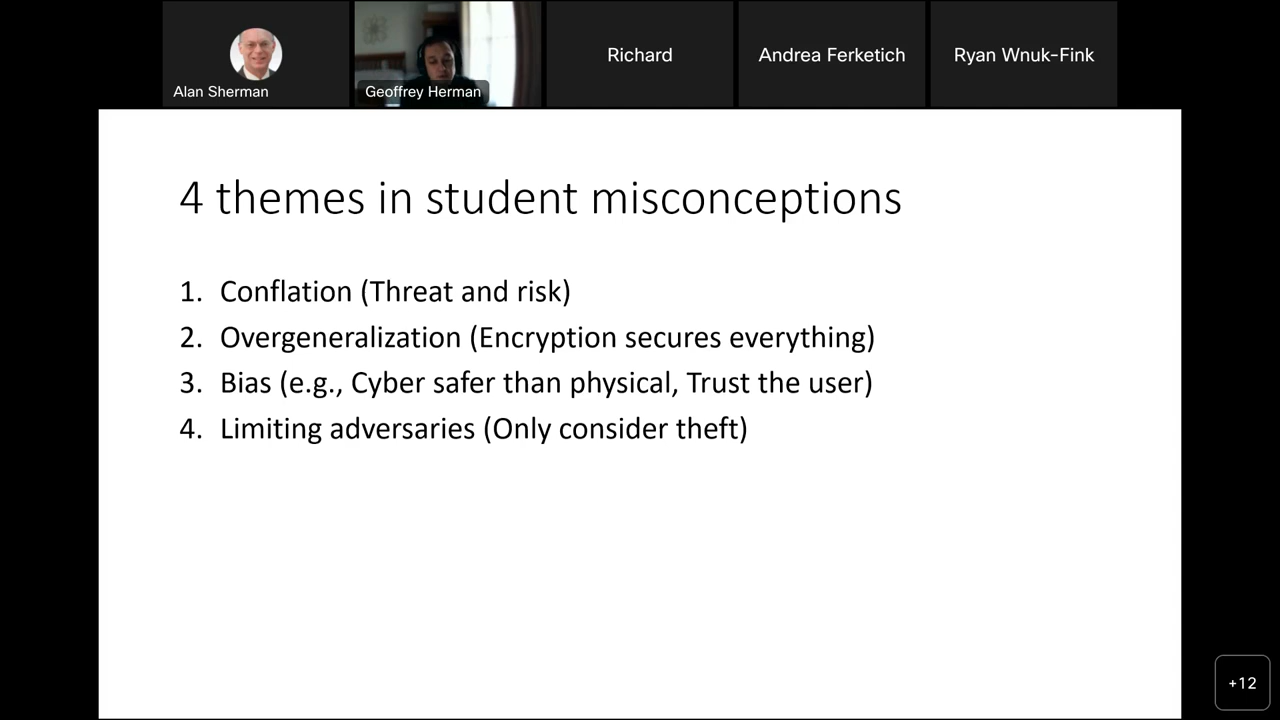 Alan Sherman
Geoffrey Herman
Richard
Andrea Ferketich
Ryan Wnuk-Fink
4 themes in student misconceptions
1. Conflation (Threat and risk)
2. Overgeneralization (Encryption secures everything)
3. Bias (e.g., Cyber safer than physical, Trust the user)
4. Limiting adversaries (Only consider theft)
+12